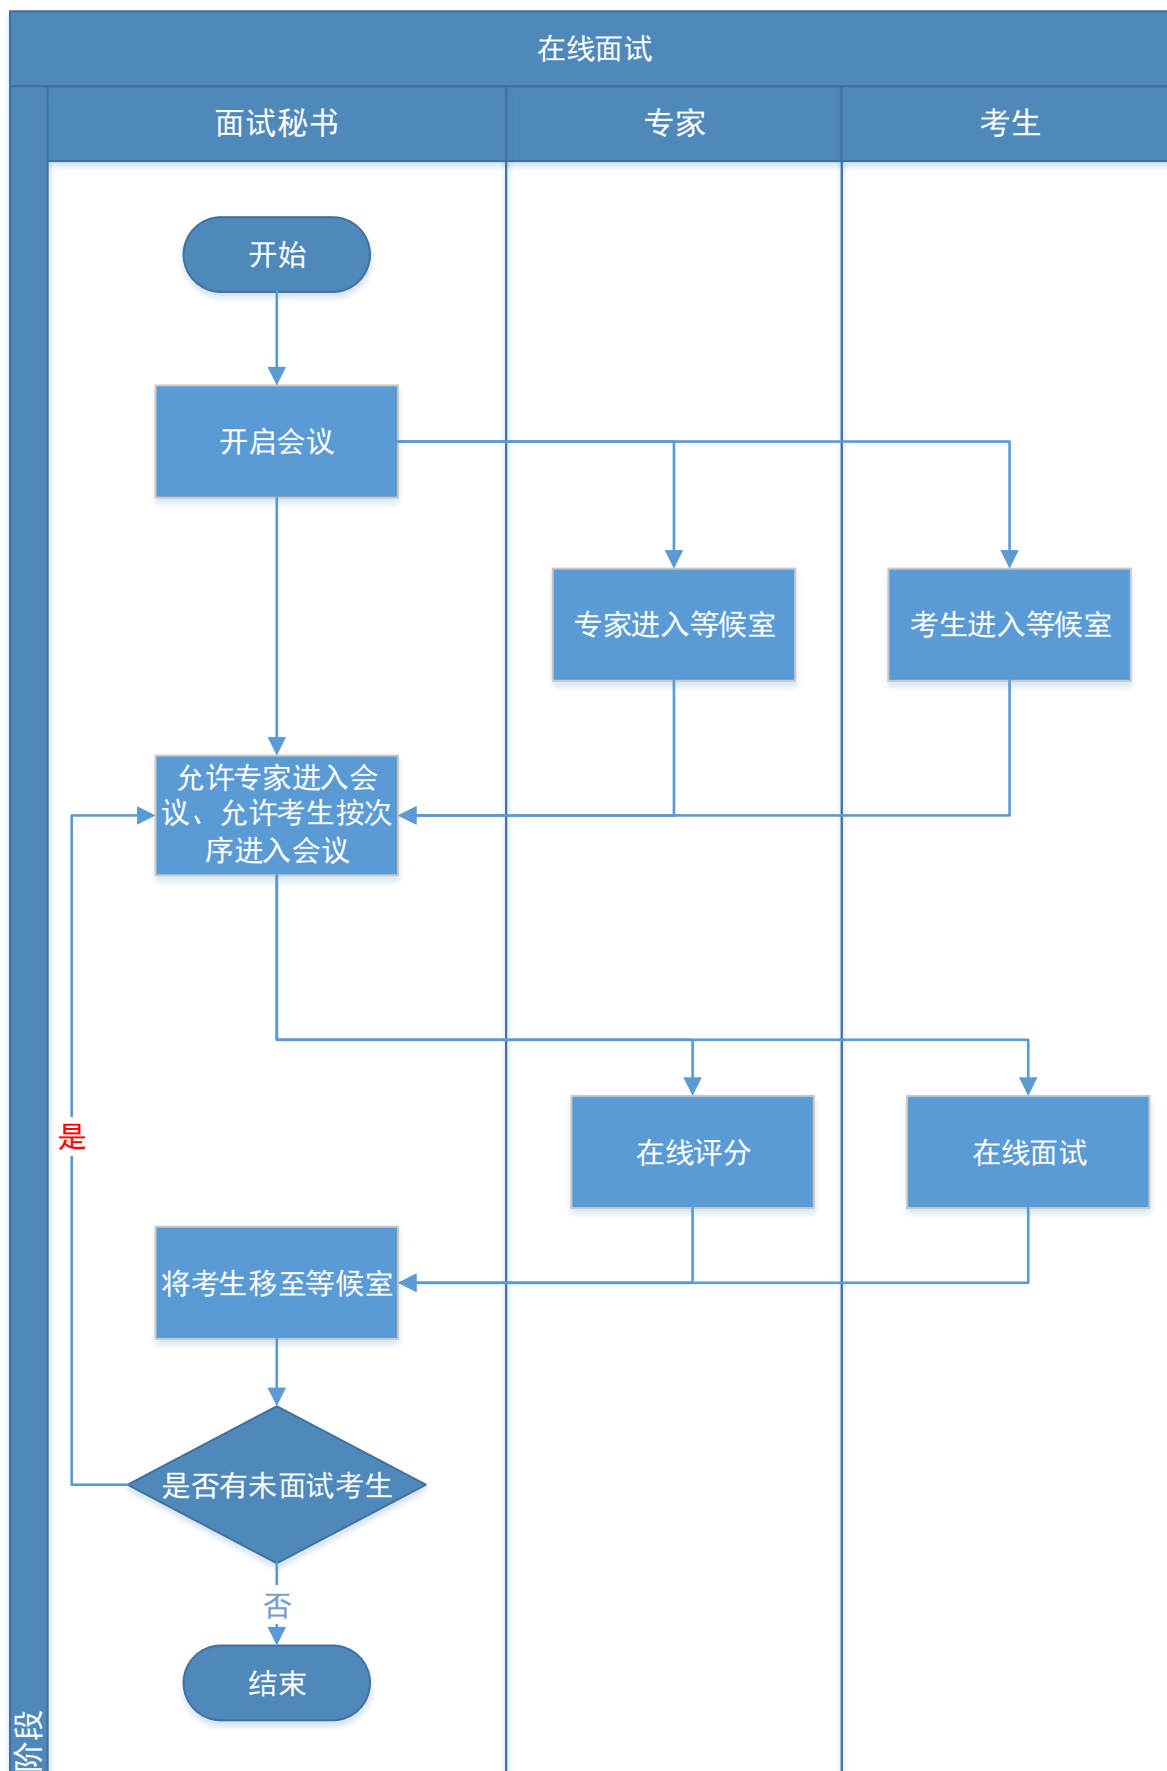 在线面试
面试秘书
专家
考生
开始
开启会议
专家进入等候室
考生进入等候室
允许专家进入会
议、允许考生按次
序进入会议
是
在线评分
在线面试
将考生移至等候室
是否有未面试考生
否
结束
阶段